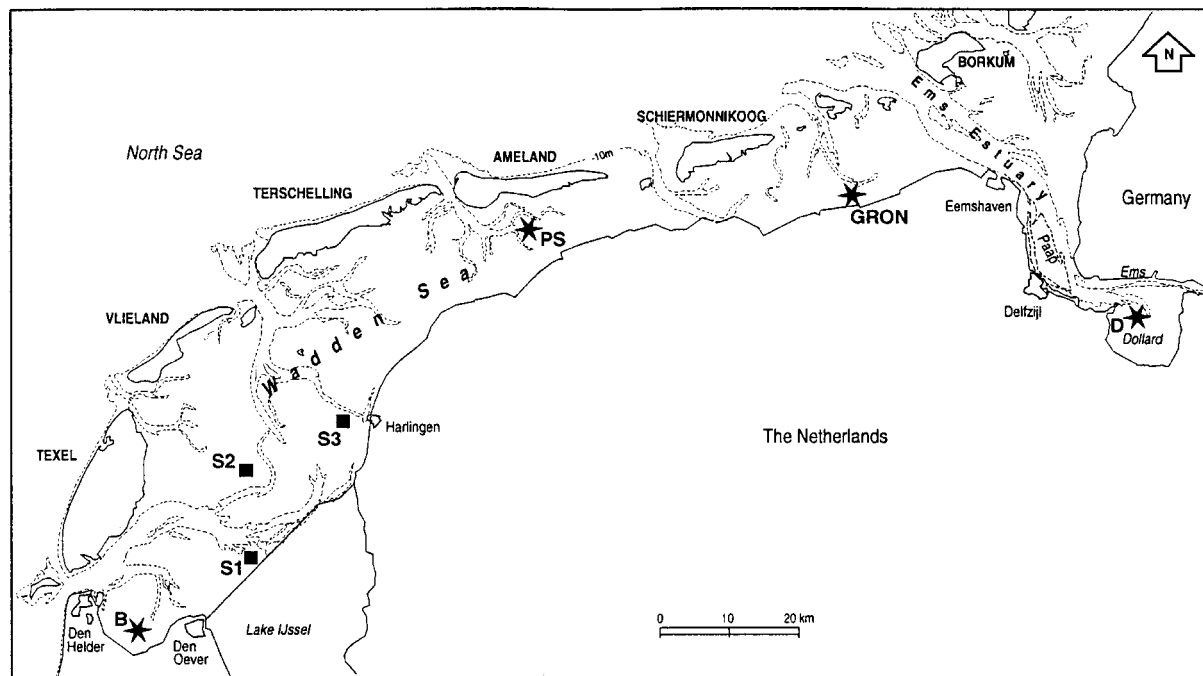 N
BORKUM
Ems Estuary
SCHIERMONNIKOOG
North Sea
AMELAND
-10m
TERSCHELLING
PS
GRON
Eemshaven
Germany
Paap
Ems
Wadden Sea
VLIELAND
Delfzijl
D
Dollard
S3
Harlingen
The Netherlands
TEXEL
S2
S1
B
Den
Helder
Den
Oever
Lake IJssel
0 10 20 km